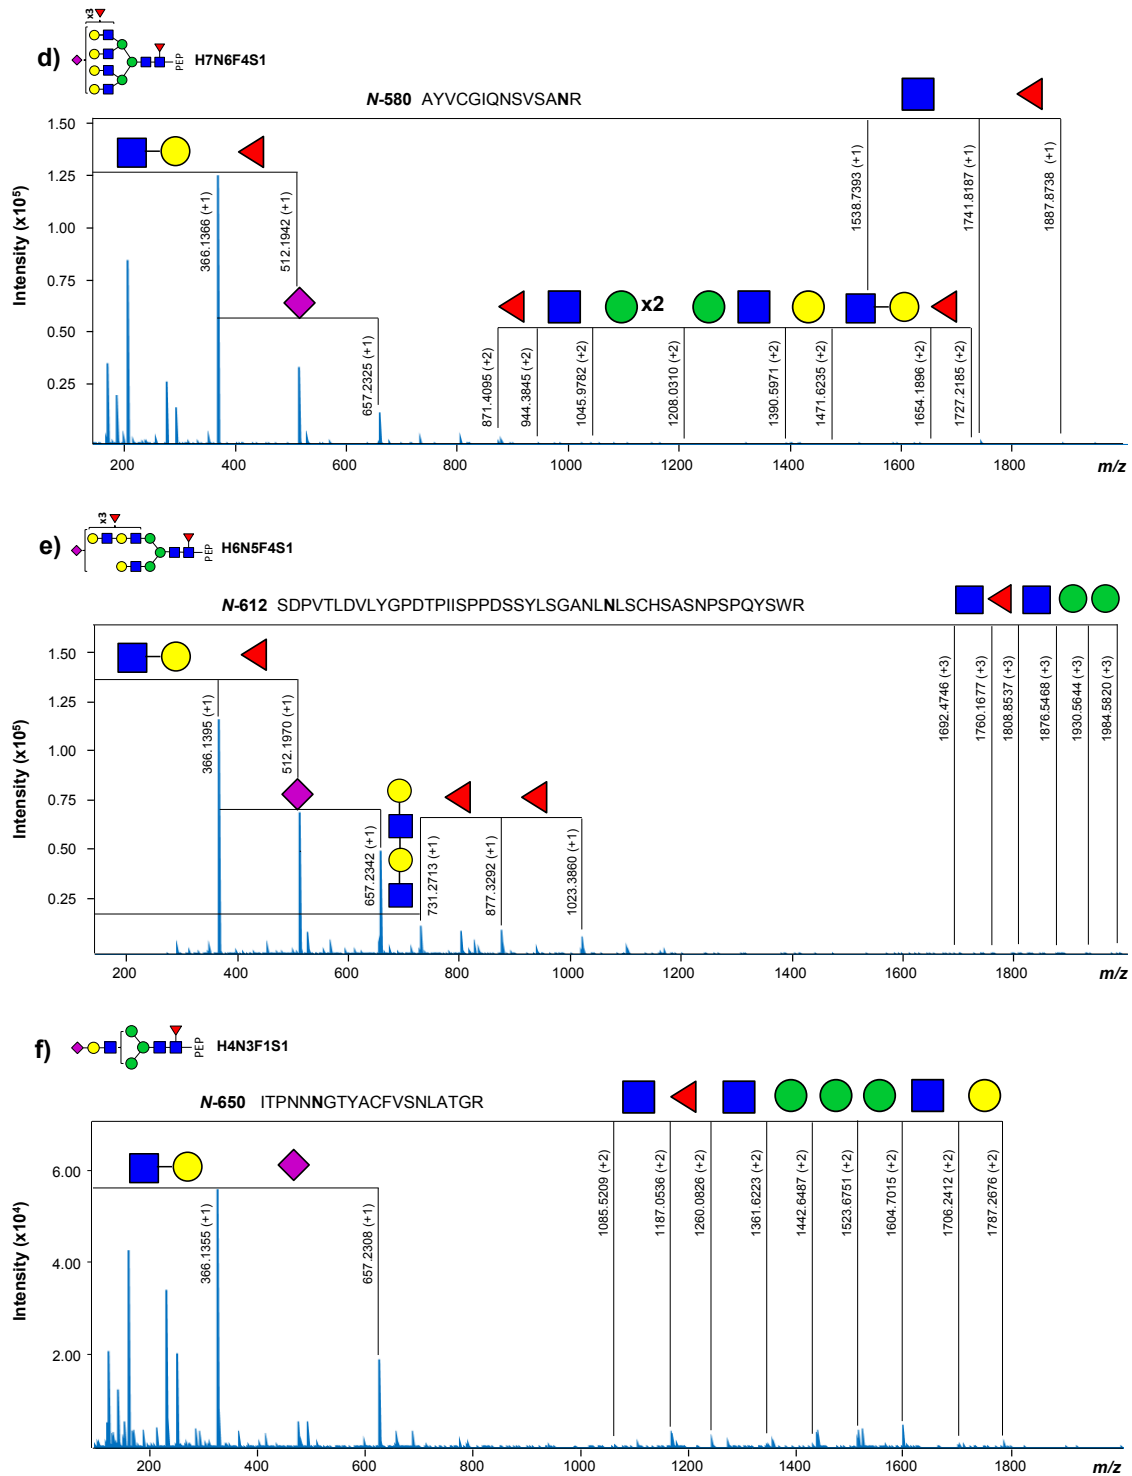 x3
d)
PEP
H7N6F4S1
N-580 AYVCGIQNSVSANR
Intensity (x10⁵)
1.50
1.25
1.00
0.75
0.50
0.25
366.1366 (+1)
512.1942 (+1)
657.2325 (+1)
x2
871.4095 (+2)
944.3845 (+2)
1045.9782 (+2)
1208.0310 (+2)
1390.5971 (+2)
1471.6235 (+2)
1654.1896 (+2)
1727.2185 (+2)
1538.7393 (+1)
1741.8187 (+1)
1887.8738 (+1)
200 400 600 800 1000 1200 1400 1600 1800 m/z
x3
e)
PEP
H6N5F4S1
N-612 SDPVTLDVLYGPDTPIISPPDSSYLSGANLNLSCHSASNPSPQYSWR
Intensity (x10⁵)
1.50
1.25
1.00
0.75
0.50
0.25
366.1395 (+1)
512.1970 (+1)
657.2342 (+1)
731.2713 (+1)
877.3292 (+1)
1023.3860 (+1)
1692.4746 (+3)
1760.1677 (+3)
1808.8537 (+3)
1876.5468 (+3)
1930.5644 (+3)
1984.5820 (+3)
200 400 600 800 1000 1200 1400 1600 1800 m/z
f)
PEP
H4N3F1S1
N-650 ITPNNNGTYACFVSNLATGR
Intensity (x10⁴)
6.00
4.00
2.00
366.1355 (+1)
657.2308 (+1)
1085.5209 (+2)
1187.0536 (+2)
1260.0826 (+2)
1361.6223 (+2)
1442.6487 (+2)
1523.6751 (+2)
1604.7015 (+2)
1706.2412 (+2)
1787.2676 (+2)
200 400 600 800 1000 1200 1400 1600 1800 m/z